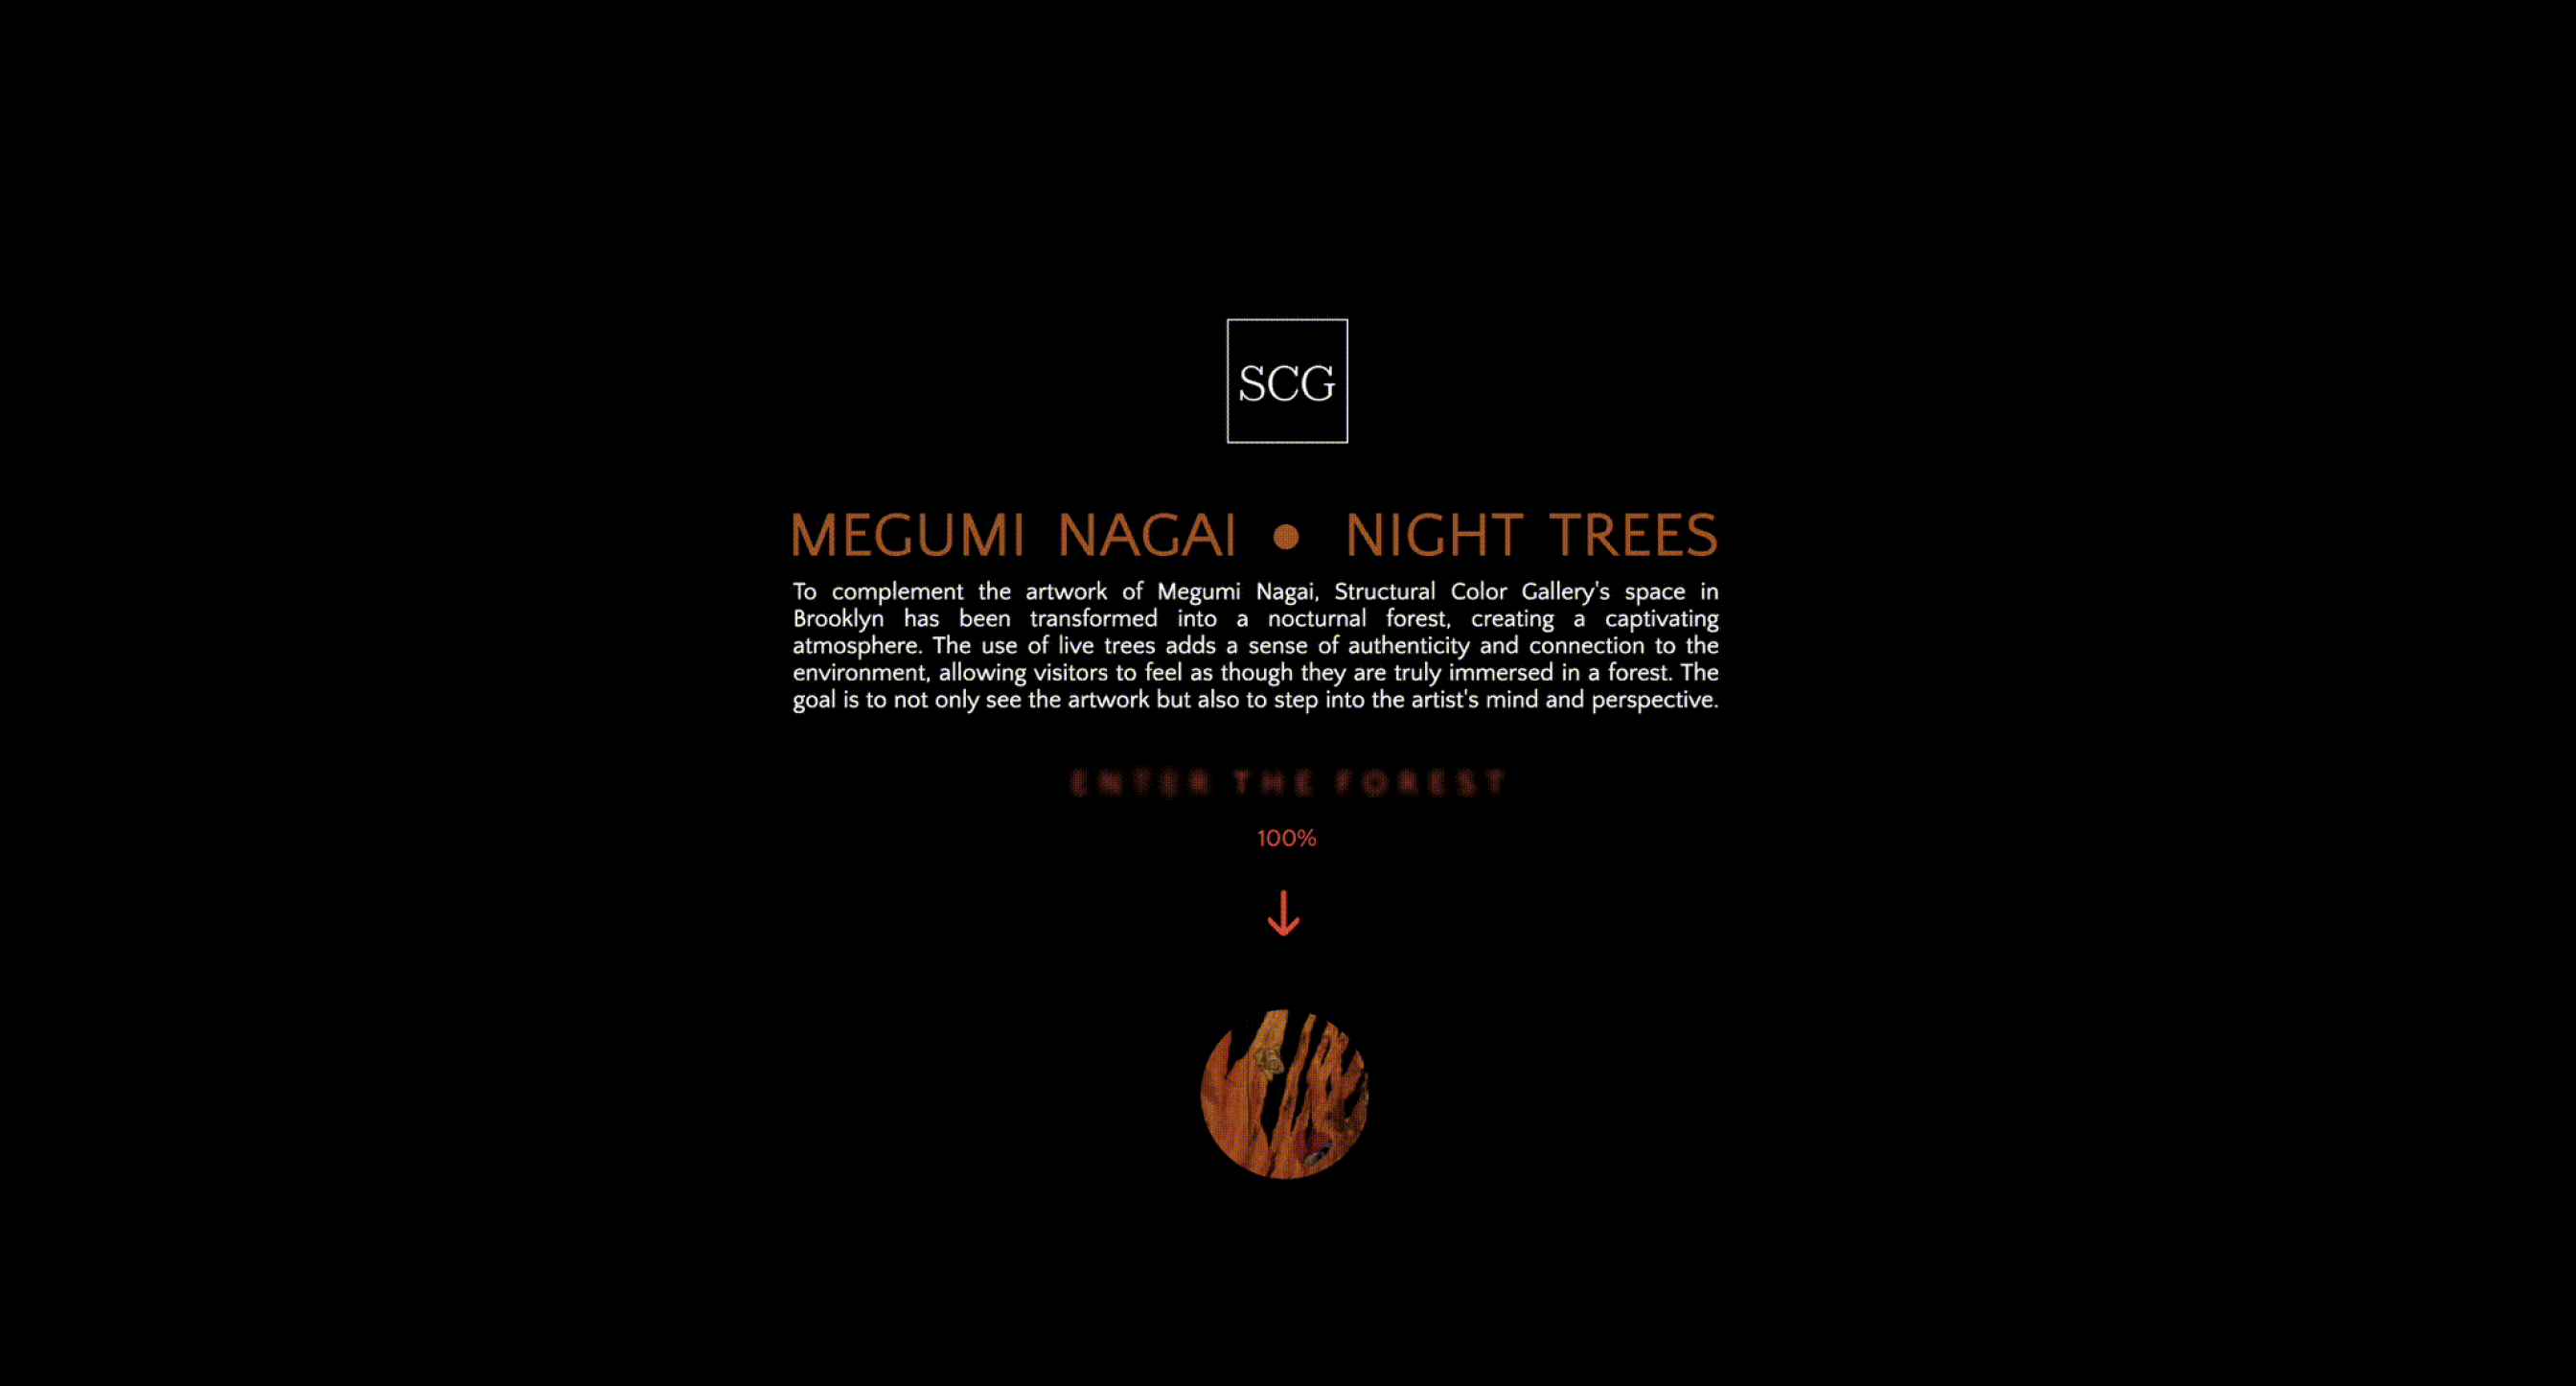 SCG
MEGUMI NAGAI ● NIGHT TREES
To complement the artwork of Megumi Nagai, Structural Color Gallery's space in
Brooklyn has been transformed into a nocturnal forest, creating a captivating
atmosphere. The use of live trees adds a sense of authenticity and connection to the
environment, allowing visitors to feel as though they are truly immersed in a forest. The
goal is to not only see the artwork but also to step into the artist's mind and perspective.
ENTER THE FOREST
100%